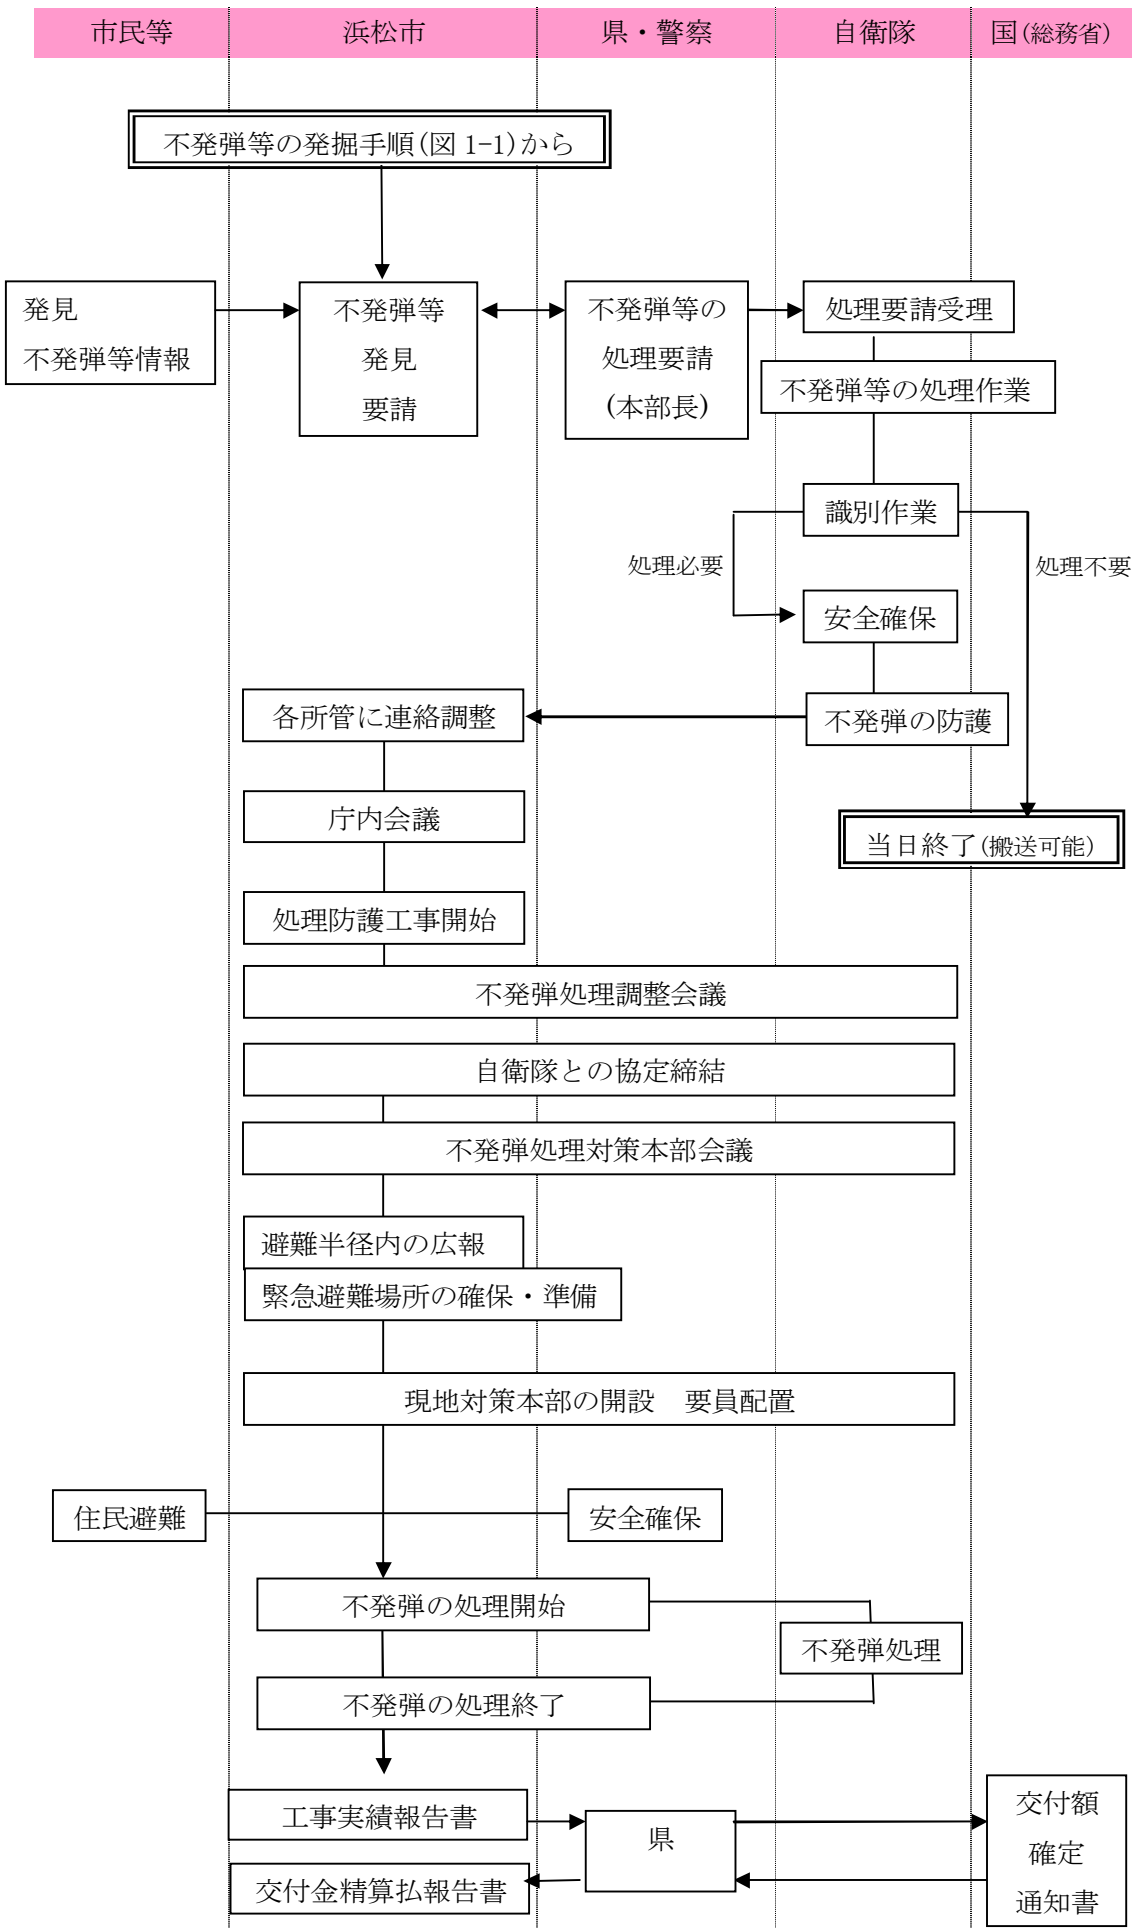 市民等
浜松市
県・警察
自衛隊
国(総務省)
不発弾等の発掘手順(図 1-1)から
発見
不発弾等情報
不発弾等
発見
要請
不発弾等の
処理要請
(本部長)
処理要請受理
不発弾等の処理作業
識別作業
処理必要
処理不要
安全確保
各所管に連絡調整
不発弾の防護
庁内会議
当日終了(搬送可能)
処理防護工事開始
不発弾処理調整会議
自衛隊との協定締結
不発弾処理対策本部会議
避難半径内の広報
緊急避難場所の確保・準備
現地対策本部の開設　要員配置
住民避難
安全確保
不発弾の処理開始
不発弾処理
不発弾の処理終了
工事実績報告書
県
交付額
確定
通知書
交付金精算払報告書